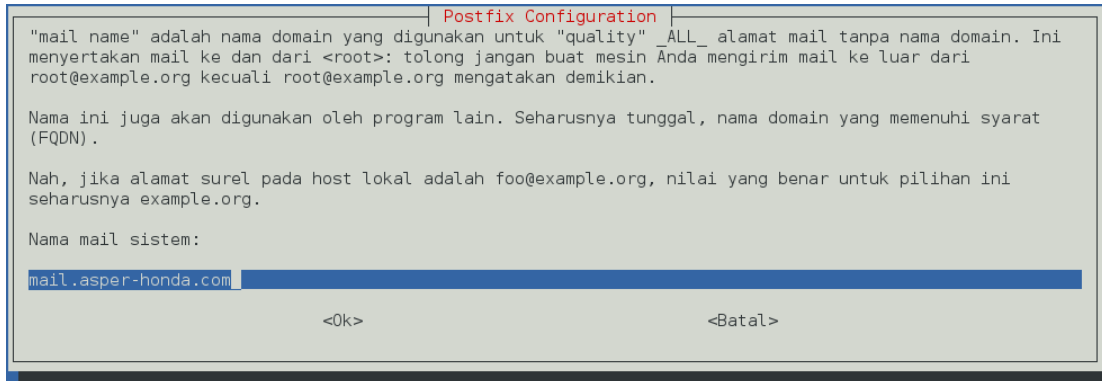 Postfix Configuration
"mail name" adalah nama domain yang digunakan untuk "quality" _ALL_ alamat mail tanpa nama domain. Ini
menyertakan mail ke dan dari <root>: tolong jangan buat mesin Anda mengirim mail ke luar dari
root@example.org kecuali root@example.org mengatakan demikian.
Nama ini juga akan digunakan oleh program lain. Seharusnya tunggal, nama domain yang memenuhi syarat
(FQDN).
Nah, jika alamat surel pada host lokal adalah foo@example.org, nilai yang benar untuk pilihan ini
seharusnya example.org.
Nama mail sistem:
mail.asper-honda.com_
<Ok> <Batal>